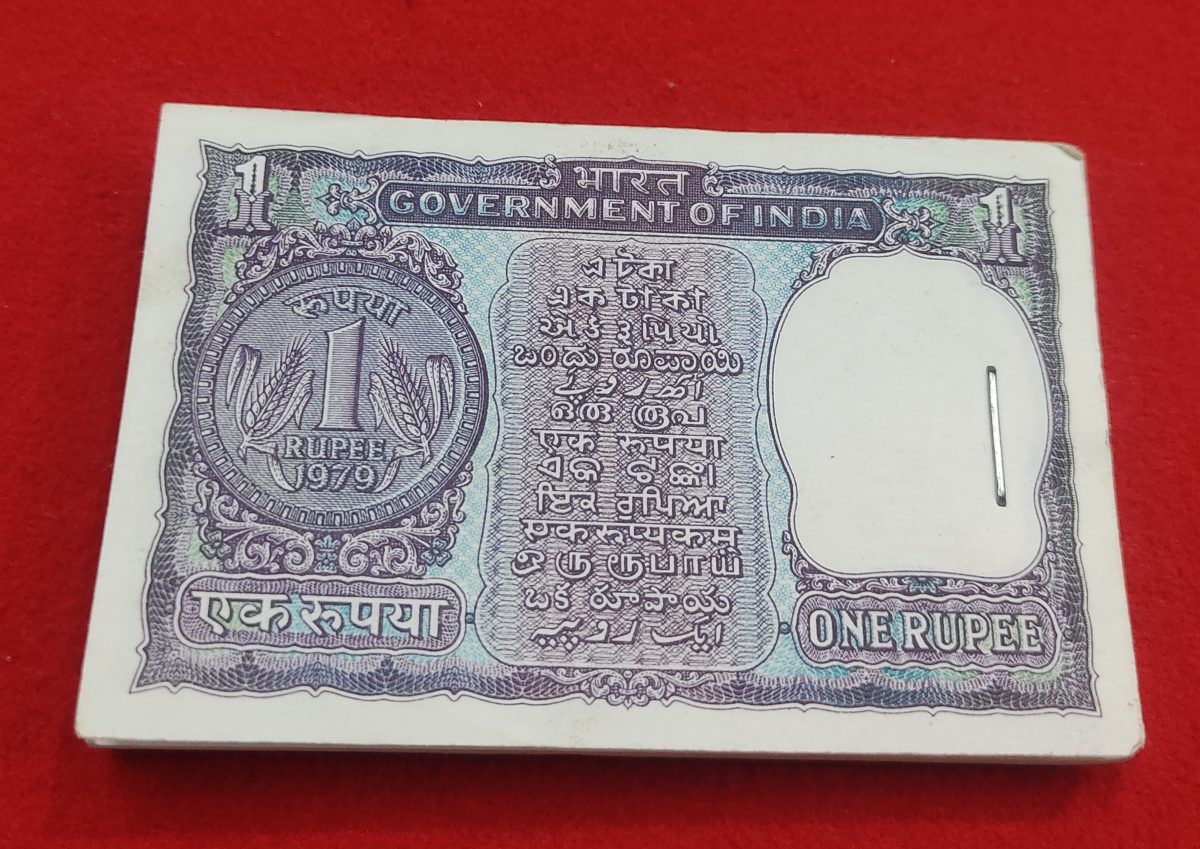 भारत
GOVERNMENT OF INDIA
1
1
रूपया
1
RUPEE
1979
এ টকা
এক টাকা
એક રૂપિયો
ಒಂದು ರೂಪಾಯಿ
ഒരു രൂപ
एक रुपया
ଏକ ଟଙ୍କା
ਇਕ ਰੁਪਿਆ
एकरूप्यकम्
ஒரு ரூபாய்
ఒక రూపాయి
ایک روپیہ
एक रुपया
ONE RUPEE